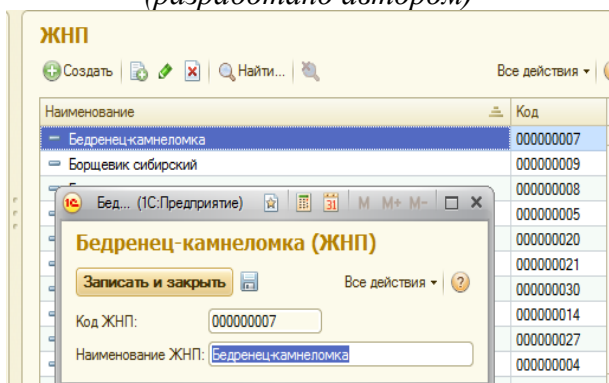 (разработано автором)
ЖНП
Создать Найти... Все действия
Наименование Код
Бедренец-камнеломка 000000007
Борщевик сибирский 000000009
000000008
Бед... (1С:Предприятие) 31 M M+ M- 000000005
000000020
Бедренец-камнеломка (ЖНП) 000000021
Записать и закрыть Все действия ? 000000030
000000014
Код ЖНП: 000000007
000000027
Наименование ЖНП: Бедренец-камнеломка 000000004